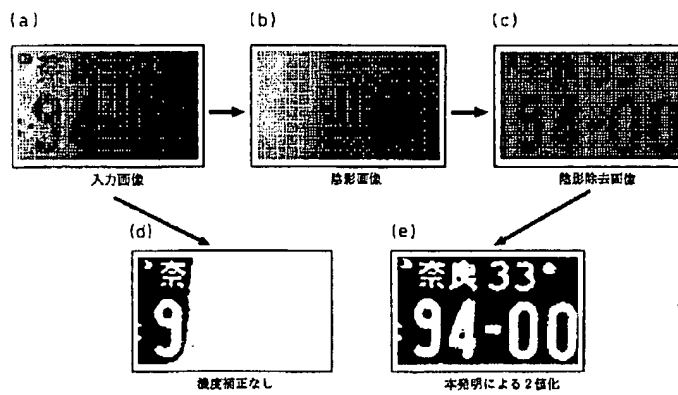 (a)
(b)
(c)
入力画像
陰影画像
陰影除去画像
(d)
(e)
奈
9
奈良 33
94-00
濃度補正なし
本発明による2値化